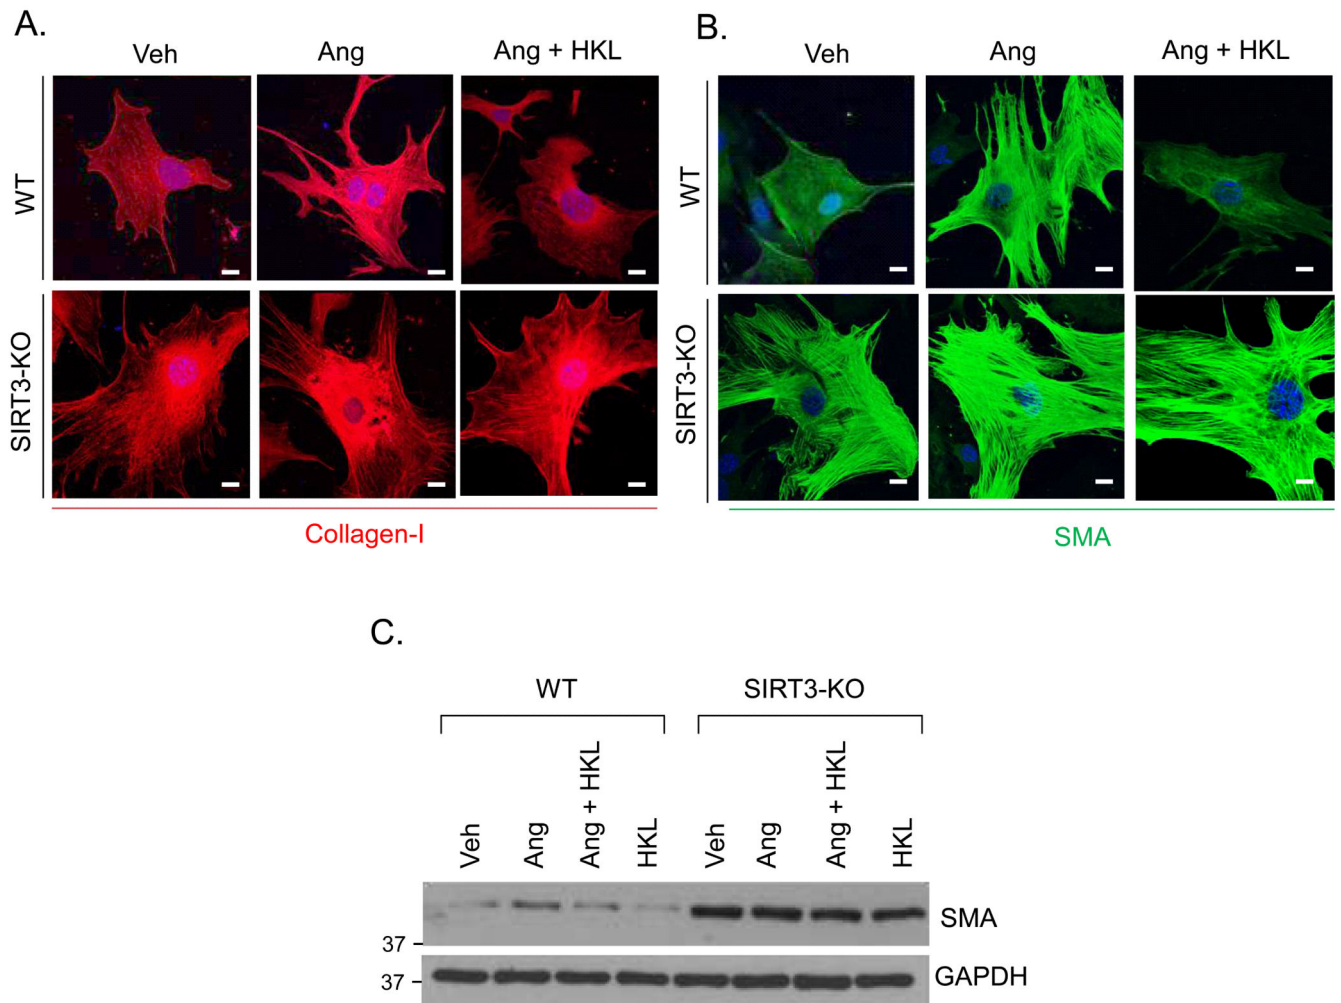 A.
Veh Ang Ang + HKL
WT
SIRT3-KO
Collagen-I
B.
Veh Ang Ang + HKL
WT
SIRT3-KO
SMA
C.
WT SIRT3-KO
Veh Ang Ang + HKL HKL Veh Ang Ang + HKL HKL
SMA
37
37
GAPDH